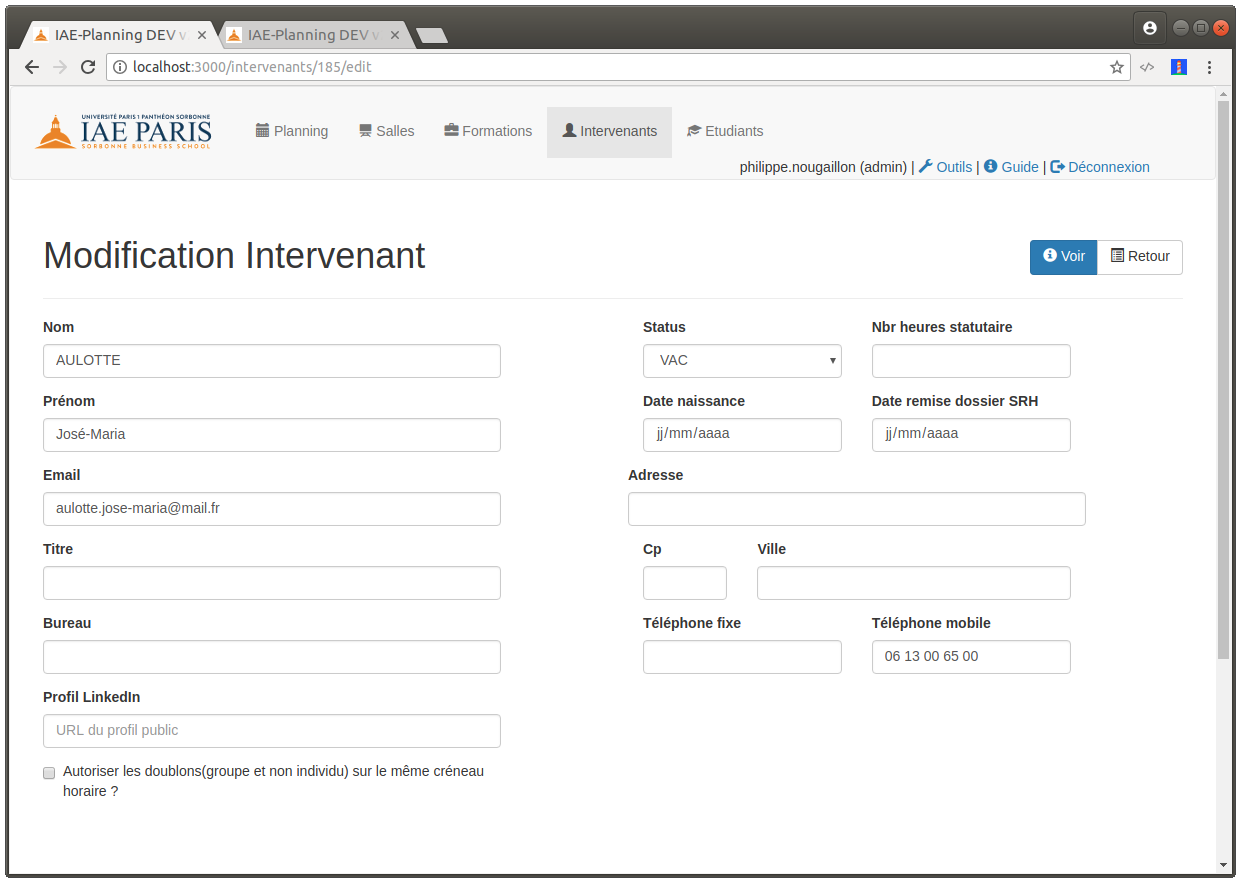 IAE-Planning DEV v
IAE-Planning DEV v
localhost:3000/intervenants/185/edit
UNIVERSITÉ PARIS 1 PANTHÉON SORBONNE
IAE PARIS
SORBONNE BUSINESS SCHOOL
Planning Salles Formations Intervenants Etudiants
philippe.nougaillon (admin) | Outils | Guide | Déconnexion
Modification Intervenant
Voir Retour
Nom Status Nbr heures statutaire
AULOTTE VAC
Prénom Date naissance Date remise dossier SRH
José-Maria jj/mm/aaaa jj/mm/aaaa
Email Adresse
aulotte.jose-maria@mail.fr
Titre Cp Ville
Bureau Téléphone fixe Téléphone mobile
06 13 00 65 00
Profil LinkedIn
URL du profil public
Autoriser les doublons(groupe et non individu) sur le même créneau
horaire ?